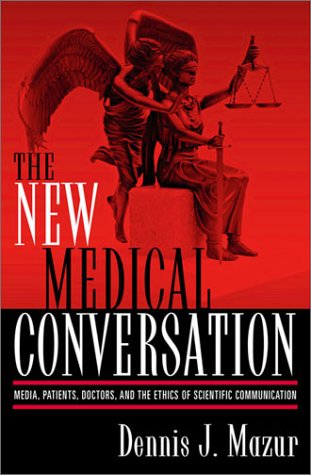 THE
NEW
MEDICAL
CONVERSATION
MEDIA, PATIENTS, DOCTORS, AND THE ETHICS OF SCIENTIFIC COMMUNICATION
Dennis J. Mazur